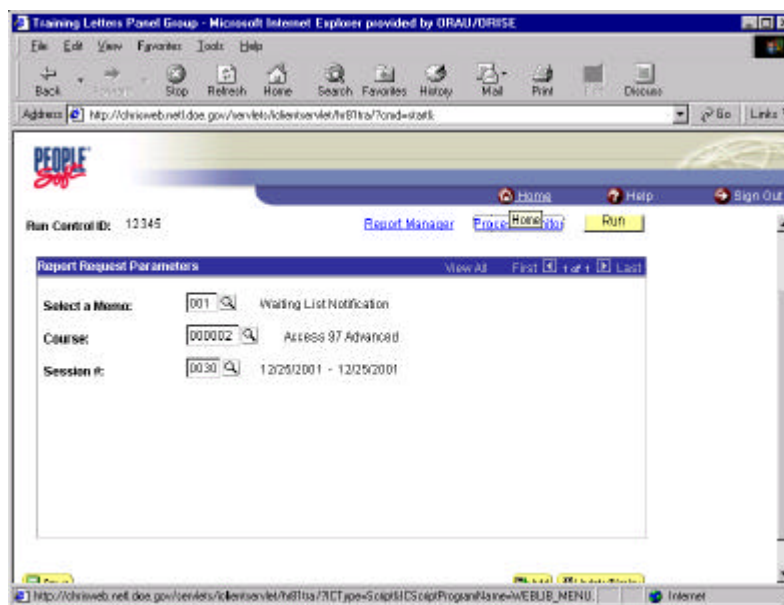 Training Letters Panel Group - Microsoft Internet Explorer provided by ORAU/ORISE
File Edit View Favorites Tools Help
Back Stop Refresh Home Search Favorites History Mail Print Discuss
Address Go Links
PEOPLE
Soft
Home Help Sign Out
Run Control ID: 12345 Report Manager Home Run
Report Request Parameters View All First 1 of 1 Last
Select a Memo: 001 Waiting List Notification
Course: 000002 Access 97 Advanced
Session #: 0030 12/25/2001 - 12/25/2001
Internet